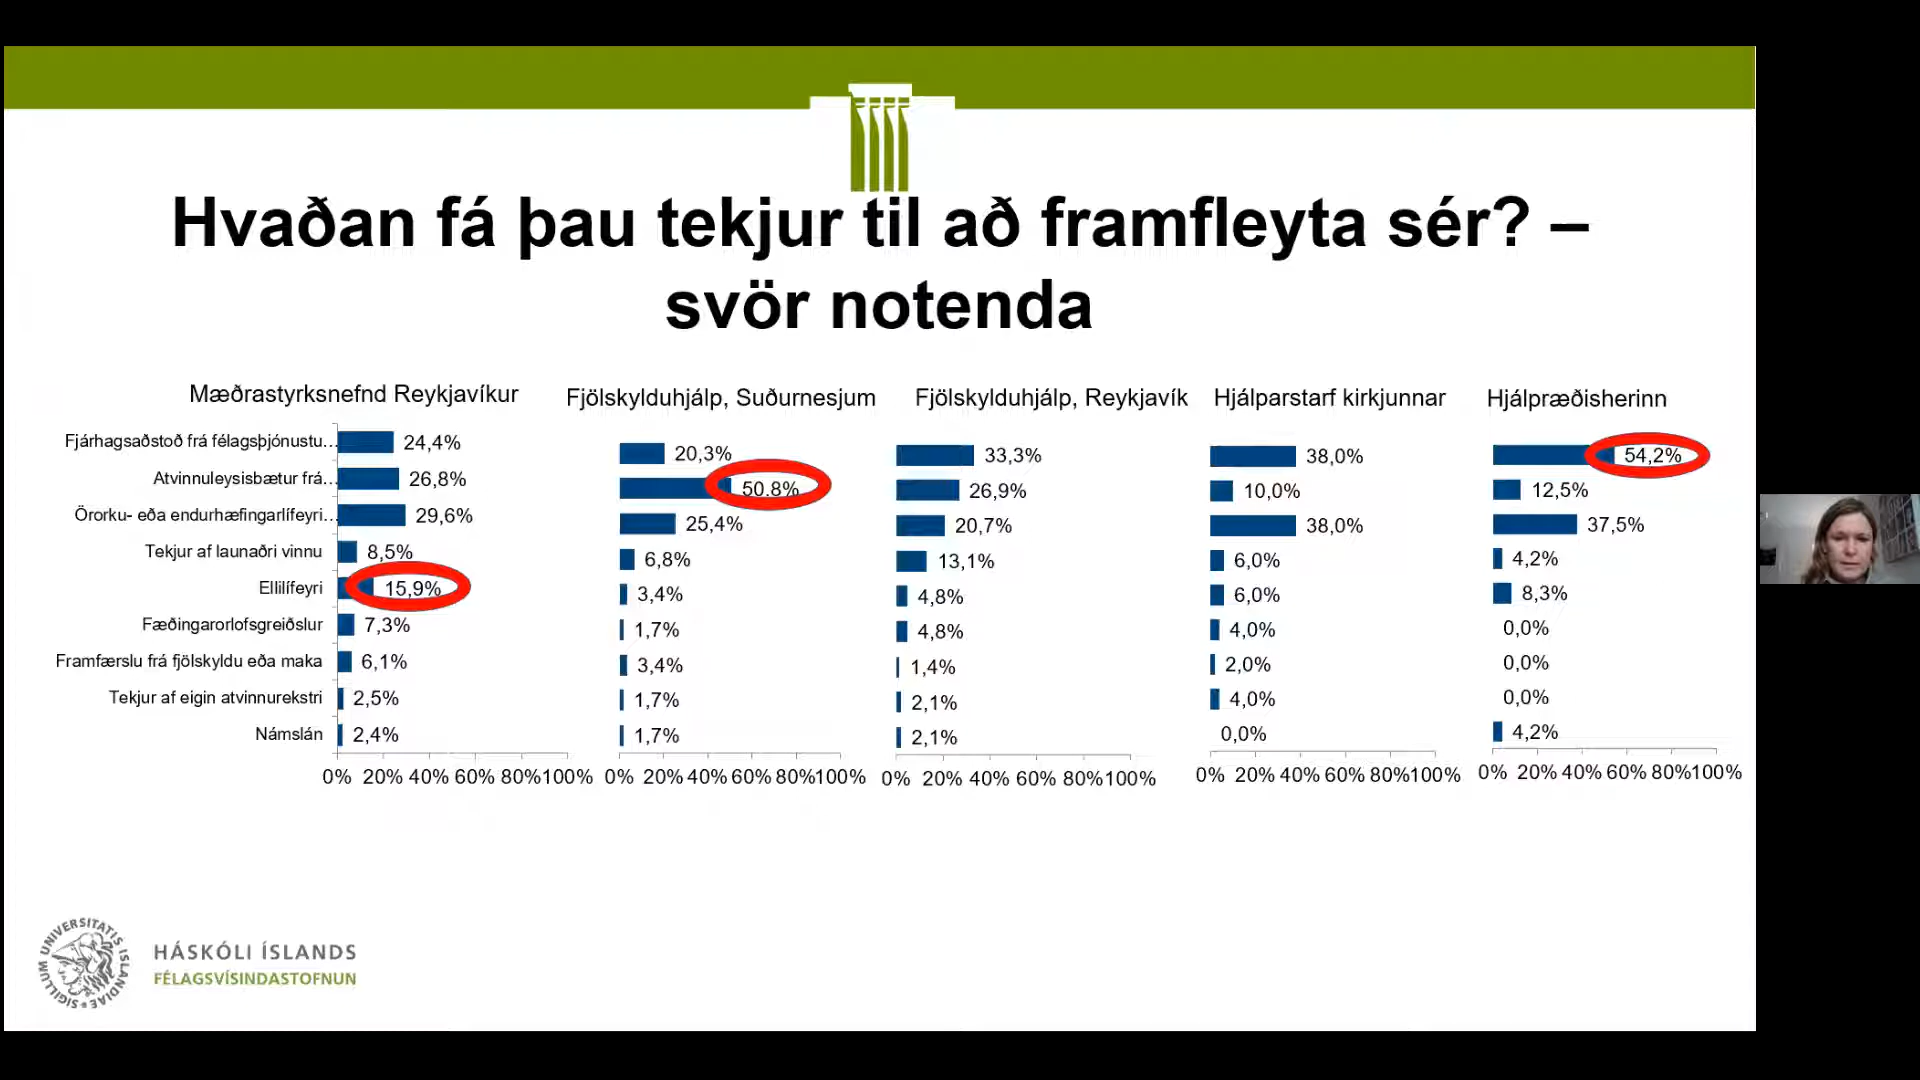 Hvaðan fá þau tekjur til að framfleyta sér? –
svör notenda
Mæðrastyrksnefnd Reykjavíkur
Fjárhagsaðstoð frá félagsþjónustu… 24,4%
Atvinnuleysisbætur frá… 26,8%
Örorku- eða endurhæfingarlífeyri… 29,6%
Tekjur af launaðri vinnu 8,5%
Ellilífeyri 15,9%
Fæðingarorlofsgreiðslur 7,3%
Framfærslu frá fjölskyldu eða maka 6,1%
Tekjur af eigin atvinnurekstri 2,5%
Námslán 2,4%
0% 20% 40% 60% 80%100%
Fjölskylduhjálp, Suðurnesjum
20,3%
50.8%
25,4%
6,8%
3,4%
1,7%
3,4%
1,7%
1,7%
0% 20% 40% 60% 80%100%
Fjölskylduhjálp, Reykjavík
33,3%
26,9%
20,7%
13,1%
4,8%
4,8%
1,4%
2,1%
2,1%
0% 20% 40% 60% 80%100%
Hjálparstarf kirkjunnar
38,0%
10,0%
38,0%
6,0%
6,0%
4,0%
2,0%
4,0%
0,0%
0% 20% 40% 60% 80%100%
Hjálpræðisherinn
54,2%
12,5%
37,5%
4,2%
8,3%
0,0%
0,0%
0,0%
4,2%
0% 20% 40% 60% 80%100%
SIGILLUM UNIVERSITATIS ISLANDIAE
HÁSKÓLI ÍSLANDS
FÉLAGSVÍSINDASTOFNUN